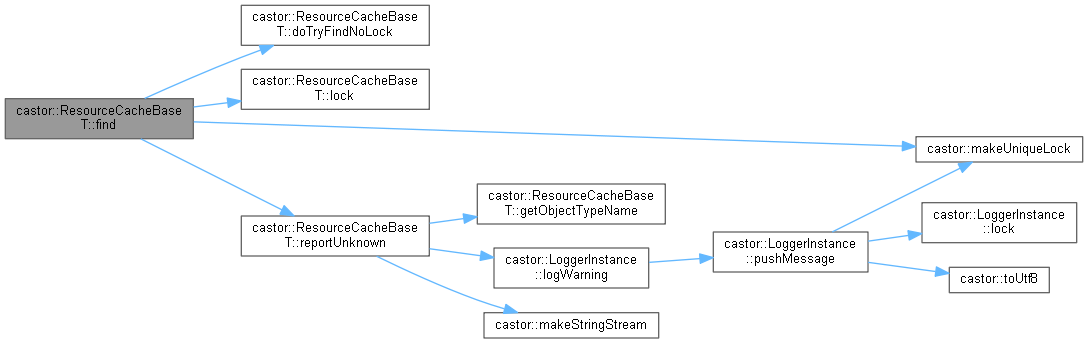 castor::ResourceCacheBase
T::doTryFindNoLock
castor::ResourceCacheBase
T::lock
castor::ResourceCacheBase
T::find
castor::makeUniqueLock
castor::ResourceCacheBase
T::getObjectTypeName
castor::ResourceCacheBase
T::reportUnknown
castor::LoggerInstance
::lock
castor::LoggerInstance
::pushMessage
castor::LoggerInstance
::logWarning
castor::toUtf8
castor::makeStringStream